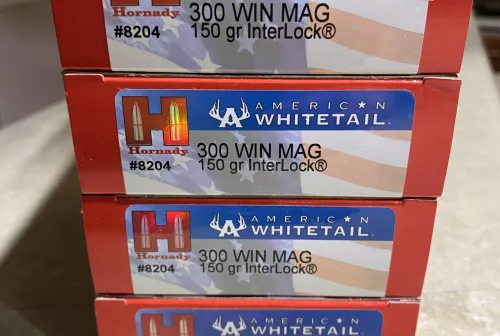 Hornady
300 WIN MAG
#8204
150 gr InterLock®
AMERICAN
WHITETAIL
H
Hornady
300 WIN MAG
#8204
150 gr InterLock®
AMERICAN
WHITETAIL
H
Hornady
300 WIN MAG
#8204
150 gr InterLock®
AMERICAN
WHITETAIL